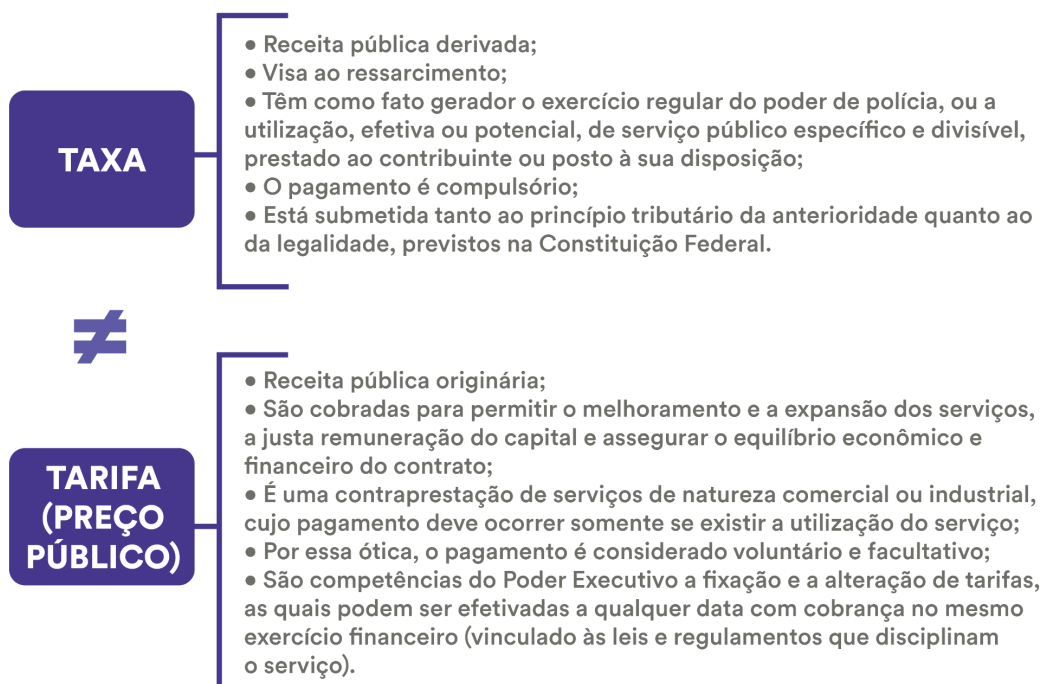 TAXA
• Receita pública derivada;
• Visa ao ressarcimento;
• Têm como fato gerador o exercício regular do poder de polícia, ou a
utilização, efetiva ou potencial, de serviço público específico e divisível,
prestado ao contribuinte ou posto à sua disposição;
• O pagamento é compulsório;
• Está submetida tanto ao princípio tributário da anterioridade quanto ao
da legalidade, previstos na Constituição Federal.
≠
TARIFA
(PREÇO
PÚBLICO)
• Receita pública originária;
• São cobradas para permitir o melhoramento e a expansão dos serviços,
a justa remuneração do capital e assegurar o equilíbrio econômico e
financeiro do contrato;
• É uma contraprestação de serviços de natureza comercial ou industrial,
cujo pagamento deve ocorrer somente se existir a utilização do serviço;
• Por essa ótica, o pagamento é considerado voluntário e facultativo;
• São competências do Poder Executivo a fixação e a alteração de tarifas,
as quais podem ser efetivadas a qualquer data com cobrança no mesmo
exercício financeiro (vinculado às leis e regulamentos que disciplinam
o serviço).